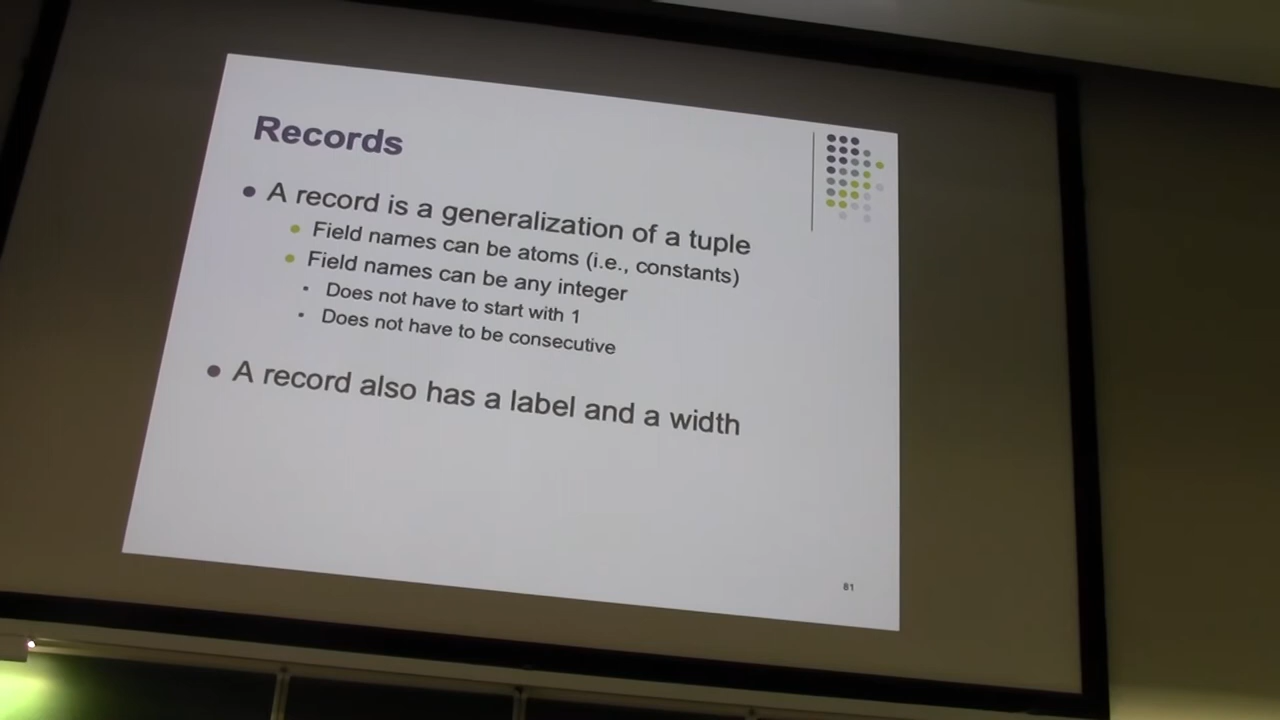 Records
A record is a generalization of a tuple
Field names can be atoms (i.e., constants)
Field names can be any integer
Does not have to start with 1
Does not have to be consecutive
A record also has a label and a width
81